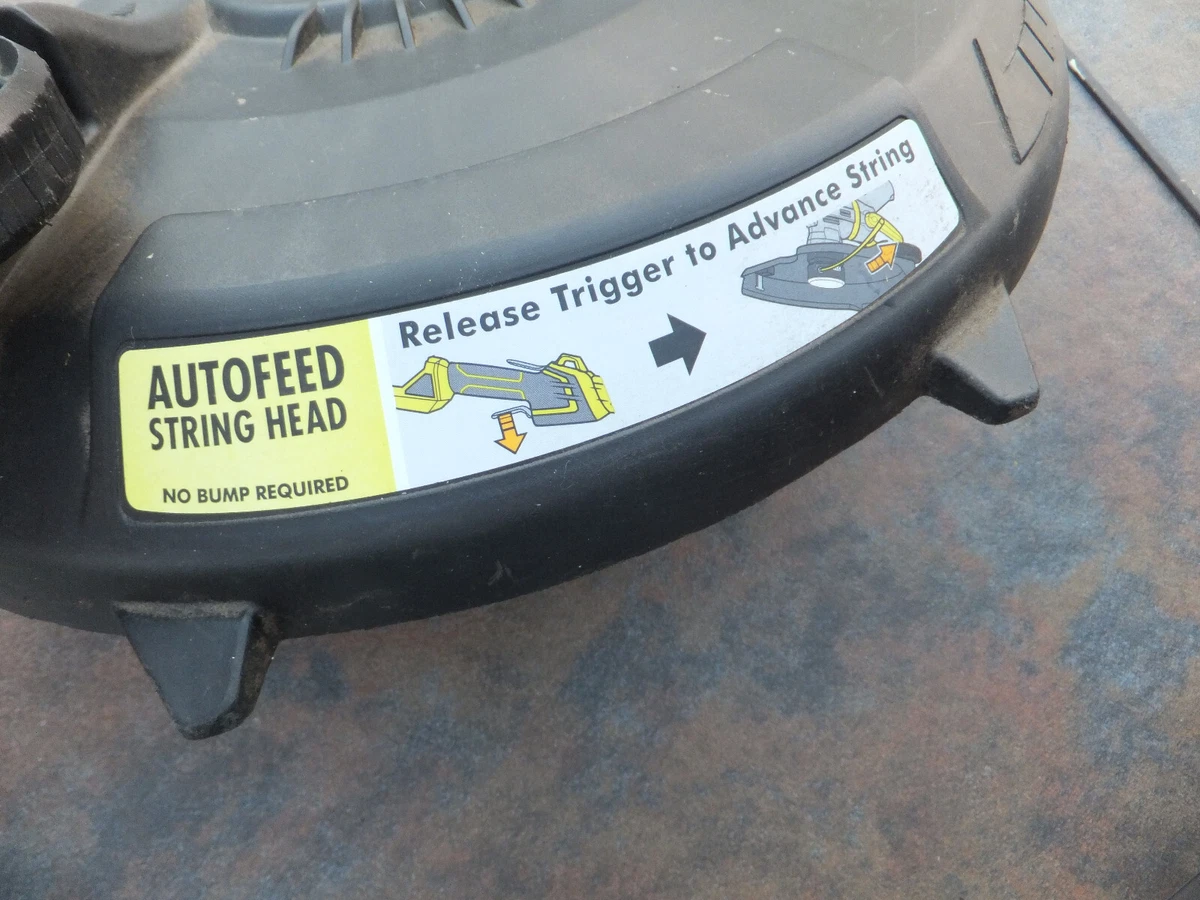 AUTOFEED
STRING HEAD
NO BUMP REQUIRED
Release Trigger to Advance String